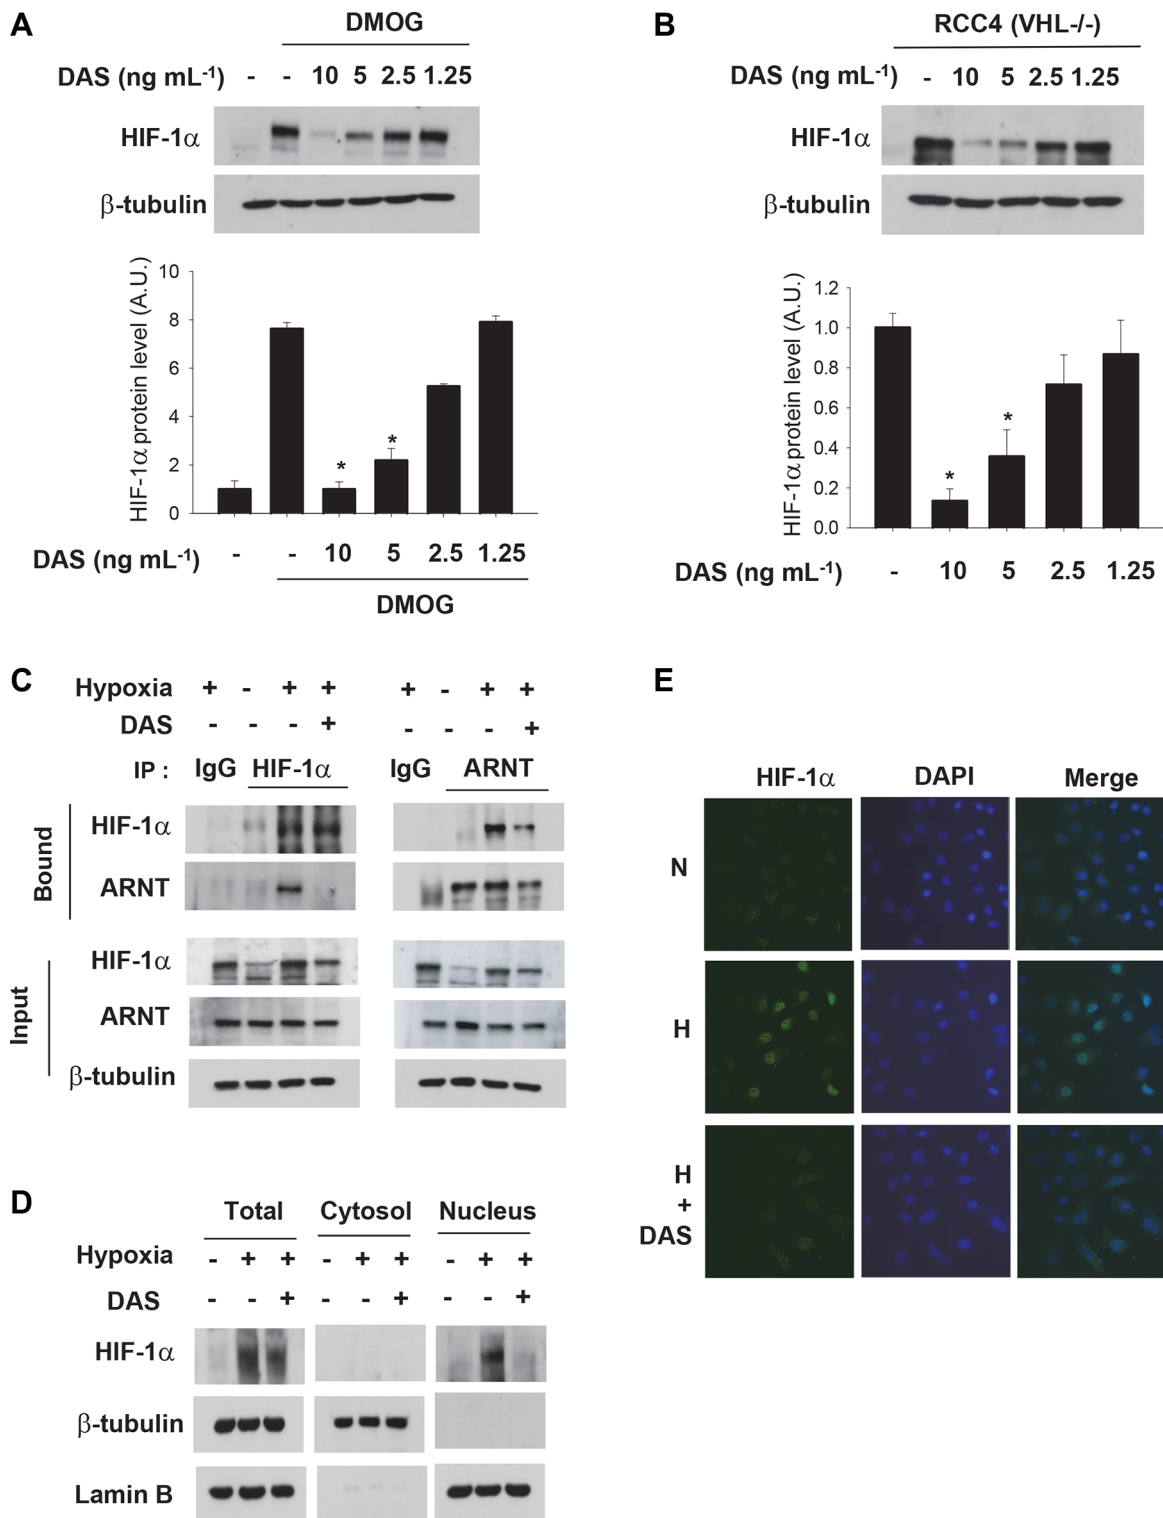 A
DMOG
DAS (ng mL-1) - - 10 5 2.5 1.25
HIF-1α
β-tubulin
HIF-1α protein level (A.U.)
10
8
6
4
2
0
DAS (ng mL-1) - - 10 5 2.5 1.25
DMOG
* *
B
RCC4 (VHL-/-)
DAS (ng mL-1) - 10 5 2.5 1.25
HIF-1α
β-tubulin
HIF-1α protein level (A.U.)
1.2
1.0
0.8
0.6
0.4
0.2
0.0
* *
DAS (ng mL-1) - 10 5 2.5 1.25
C
Hypoxia + - + + + - + +
DAS - - - + - - - +
IP : IgG HIF-1α IgG ARNT
Bound
HIF-1α
ARNT
Input
HIF-1α
ARNT
β-tubulin
D
Total Cytosol Nucleus
Hypoxia - + + - + + - + +
DAS - - + - - + - - +
HIF-1α
β-tubulin
Lamin B
E
HIF-1α DAPI Merge
N
H
H
+
DAS